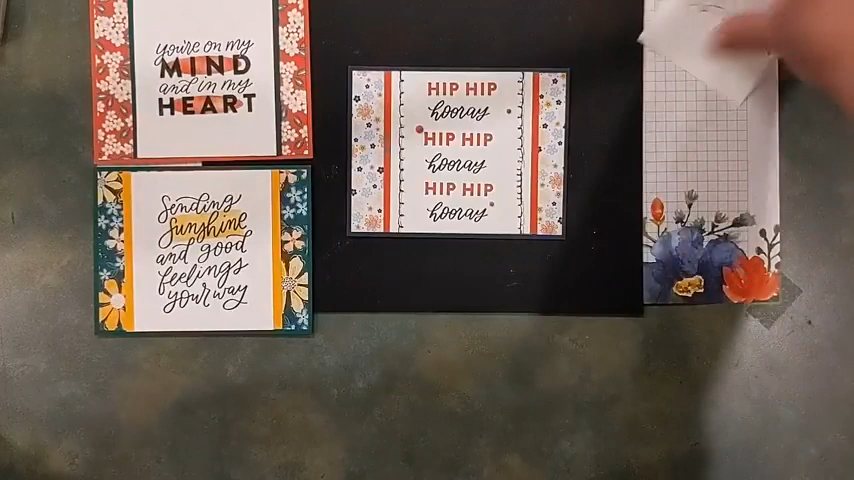 you're on my
MIND
and in my
HEART
Sending
Sunshine
and good
feelings
your way
HIP HIP
hooray
HIP HIP
hooray
HIP HIP
hooray